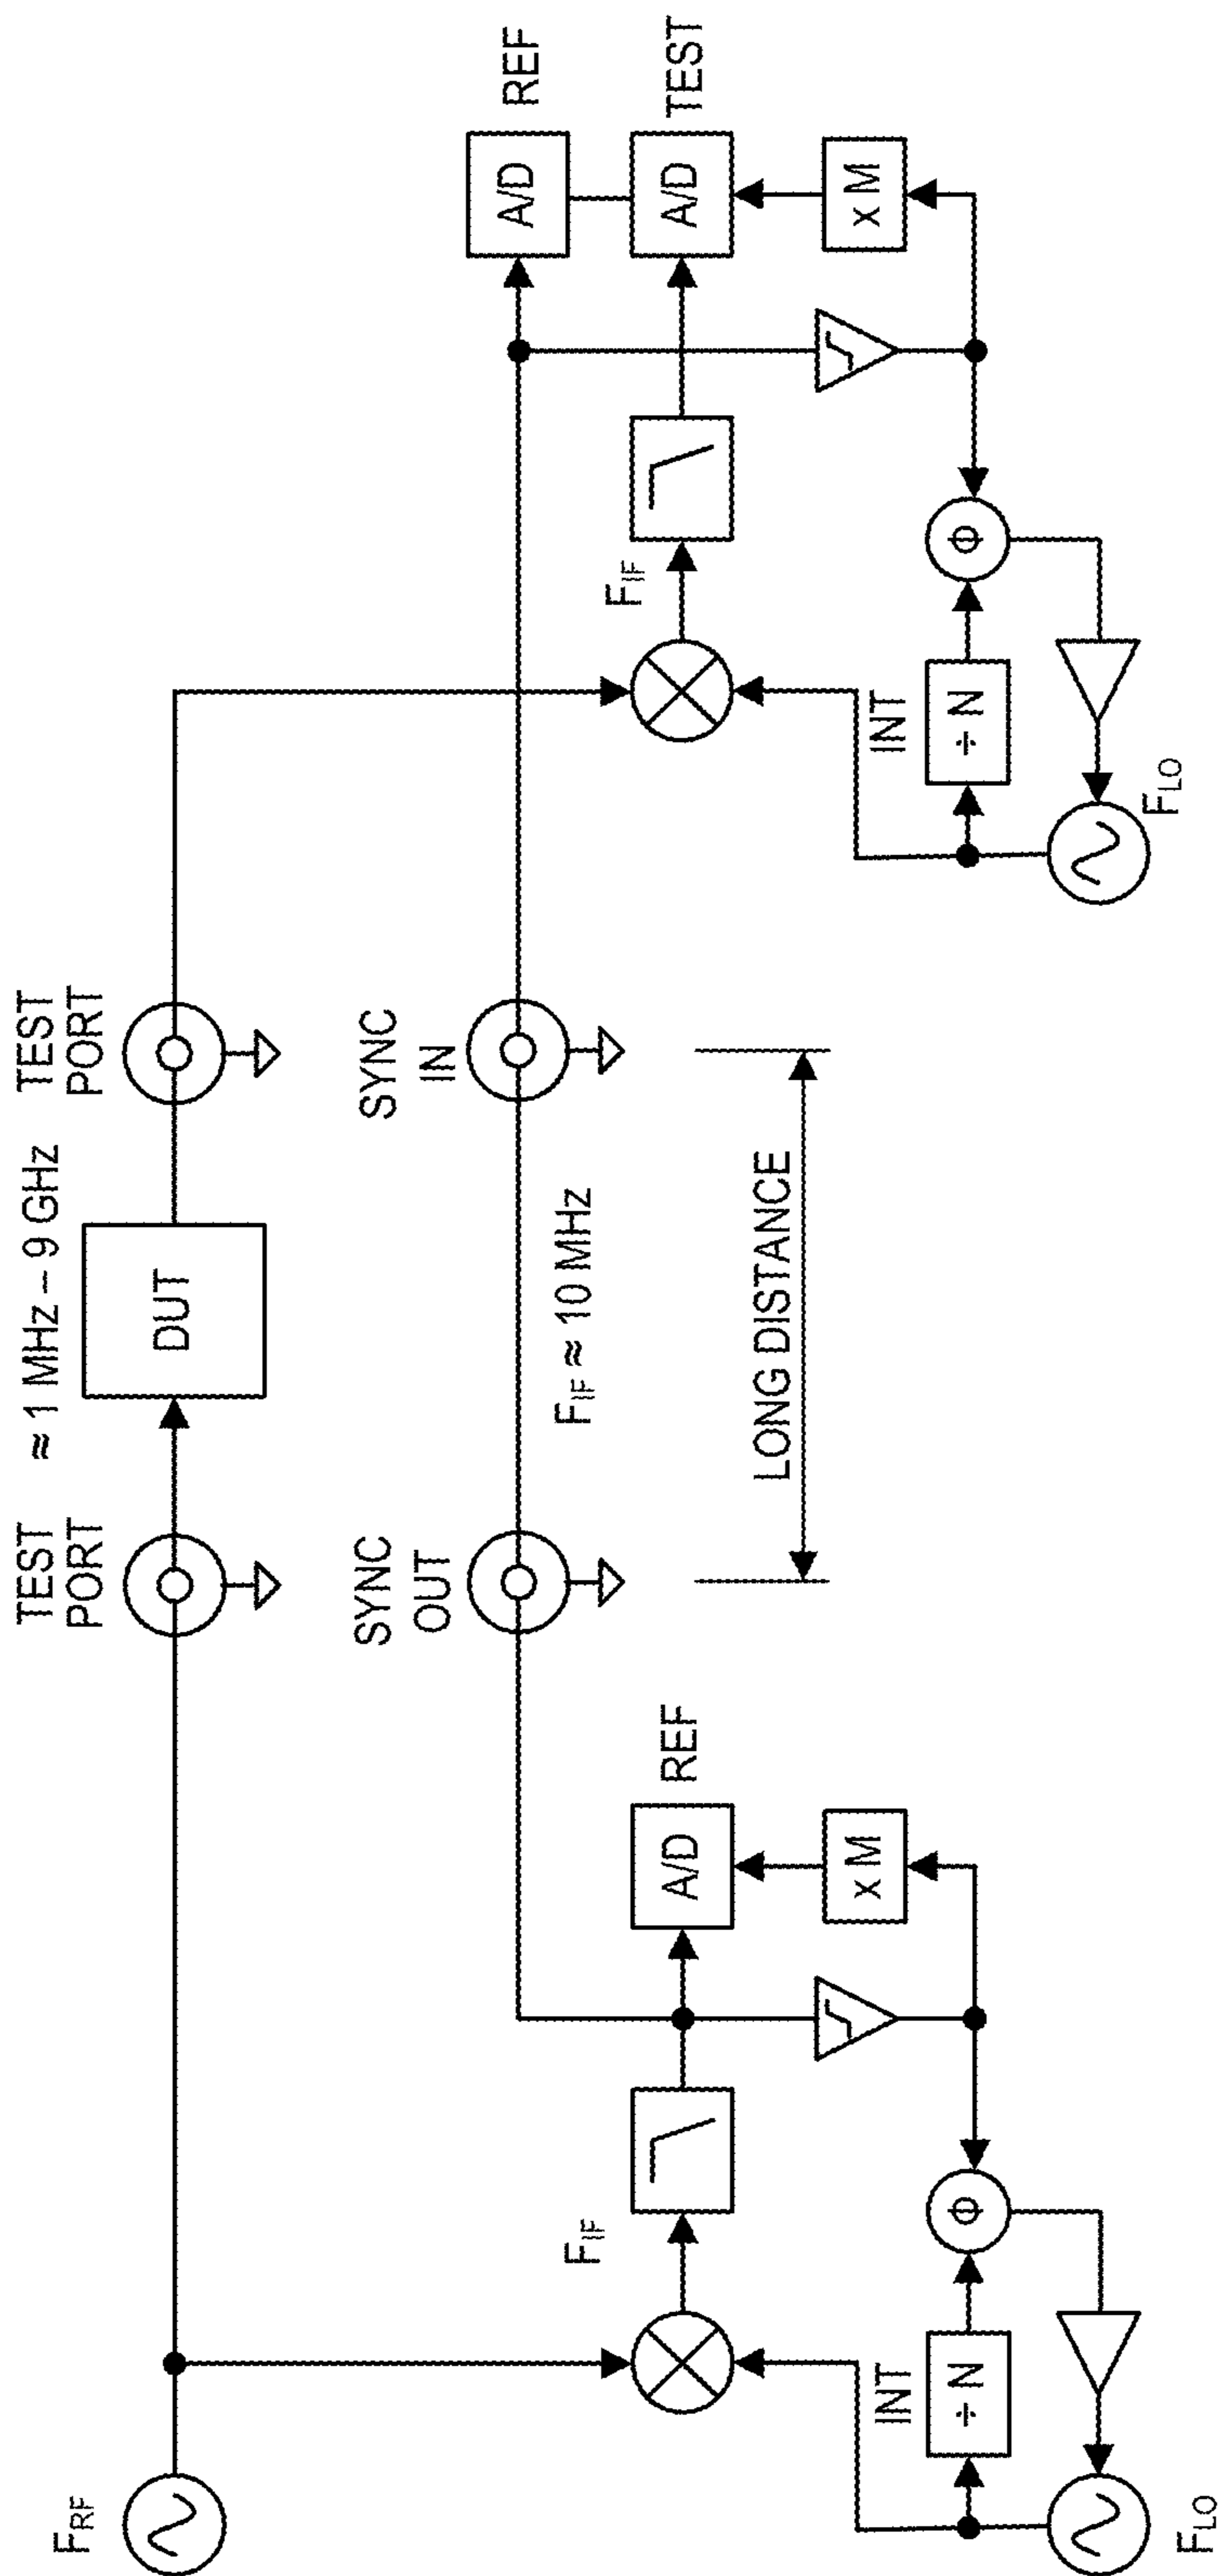 TEST
PORT
≈ 1 MHz – 9 GHz
TEST
PORT
F_RF
DUT
SYNC
OUT
SYNC
IN
REF
F_IF ≈ 10 MHz
A/D
F_IF
REF
F_IF
A/D
A/D
TEST
LONG DISTANCE
x M
x M
INT
INT
÷ N
Φ
÷ N
Φ
F_LO
F_LO